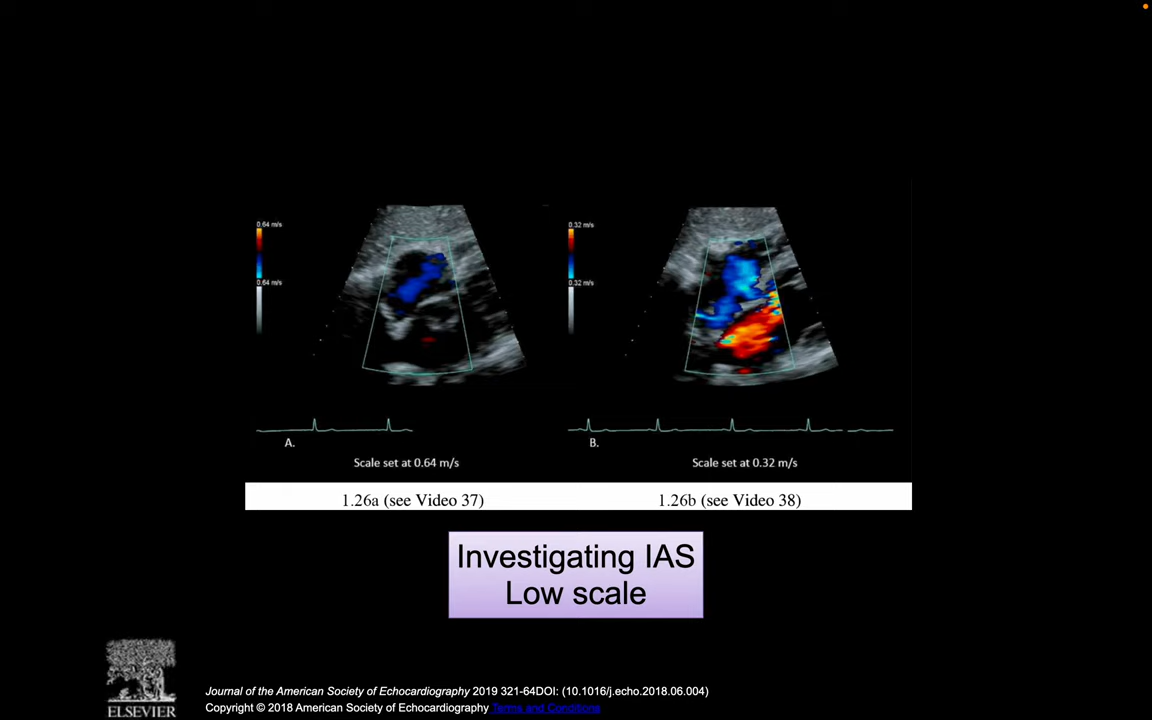 0.64 m/s
0.64 m/s
0.32 m/s
0.32 m/s
A.
B.
Scale set at 0.64 m/s
Scale set at 0.32 m/s
1.26a (see Video 37)
1.26b (see Video 38)
Investigating IAS
Low scale
ELSEVIER
Journal of the American Society of Echocardiography 2019 321-64DOI: (10.1016/j.echo.2018.06.004)
Copyright © 2018 American Society of Echocardiography Terms and Conditions